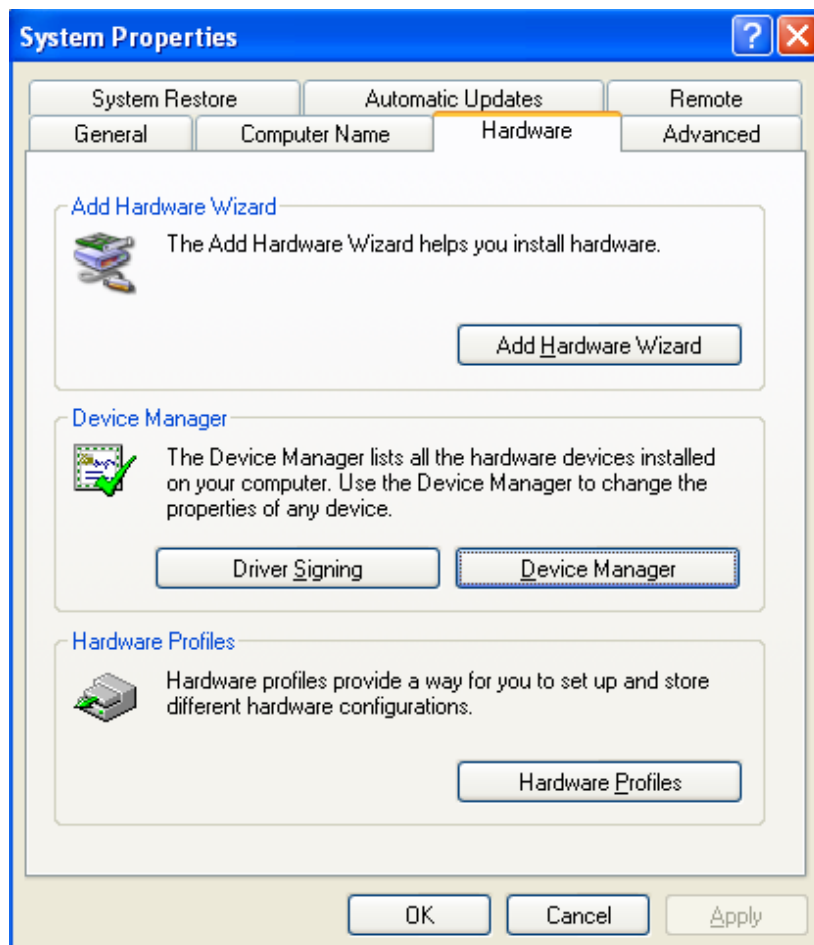 System Properties
System Restore Automatic Updates Remote
General Computer Name Hardware Advanced
Add Hardware Wizard
The Add Hardware Wizard helps you install hardware.
Add Hardware Wizard
Device Manager
The Device Manager lists all the hardware devices installed
on your computer. Use the Device Manager to change the
properties of any device.
Driver Signing Device Manager
Hardware Profiles
Hardware profiles provide a way for you to set up and store
different hardware configurations.
Hardware Profiles
OK Cancel Apply